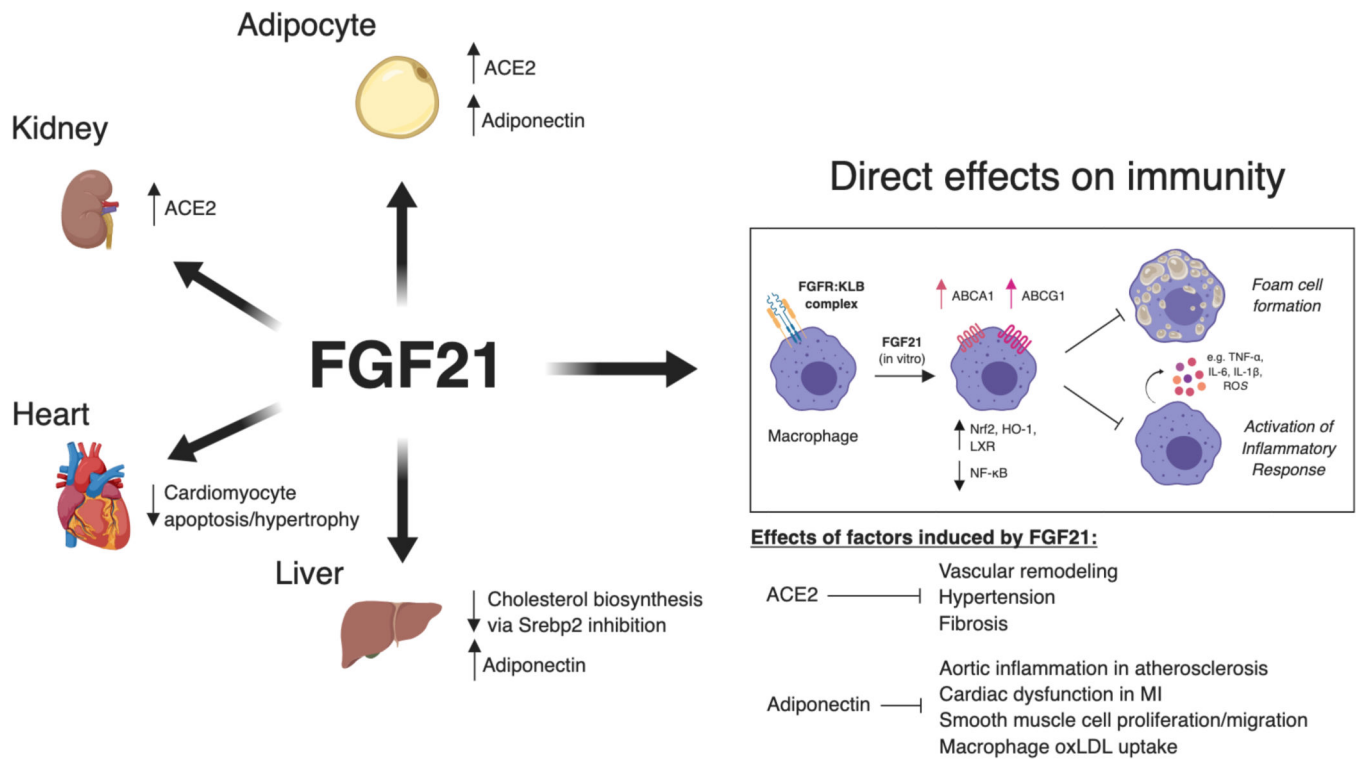 Adipocyte
ACE2
Adiponectin
Kidney
ACE2
FGF21
Heart
Cardiomyocyte
apoptosis/hypertrophy
Liver
Cholesterol biosynthesis
via Srebp2 inhibition
Adiponectin
Direct effects on immunity
FGFR:KLB
complex
Macrophage
FGF21
(in vitro)
ABCA1
ABCG1
Nrf2, HO-1,
LXR
NF-κB
Foam cell
formation
e.g. TNF-α,
IL-6, IL-1β,
ROS
Activation of
Inflammatory
Response
Effects of factors induced by FGF21:
ACE2
Vascular remodeling
Hypertension
Fibrosis
Adiponectin
Aortic inflammation in atherosclerosis
Cardiac dysfunction in MI
Smooth muscle cell proliferation/migration
Macrophage oxLDL uptake